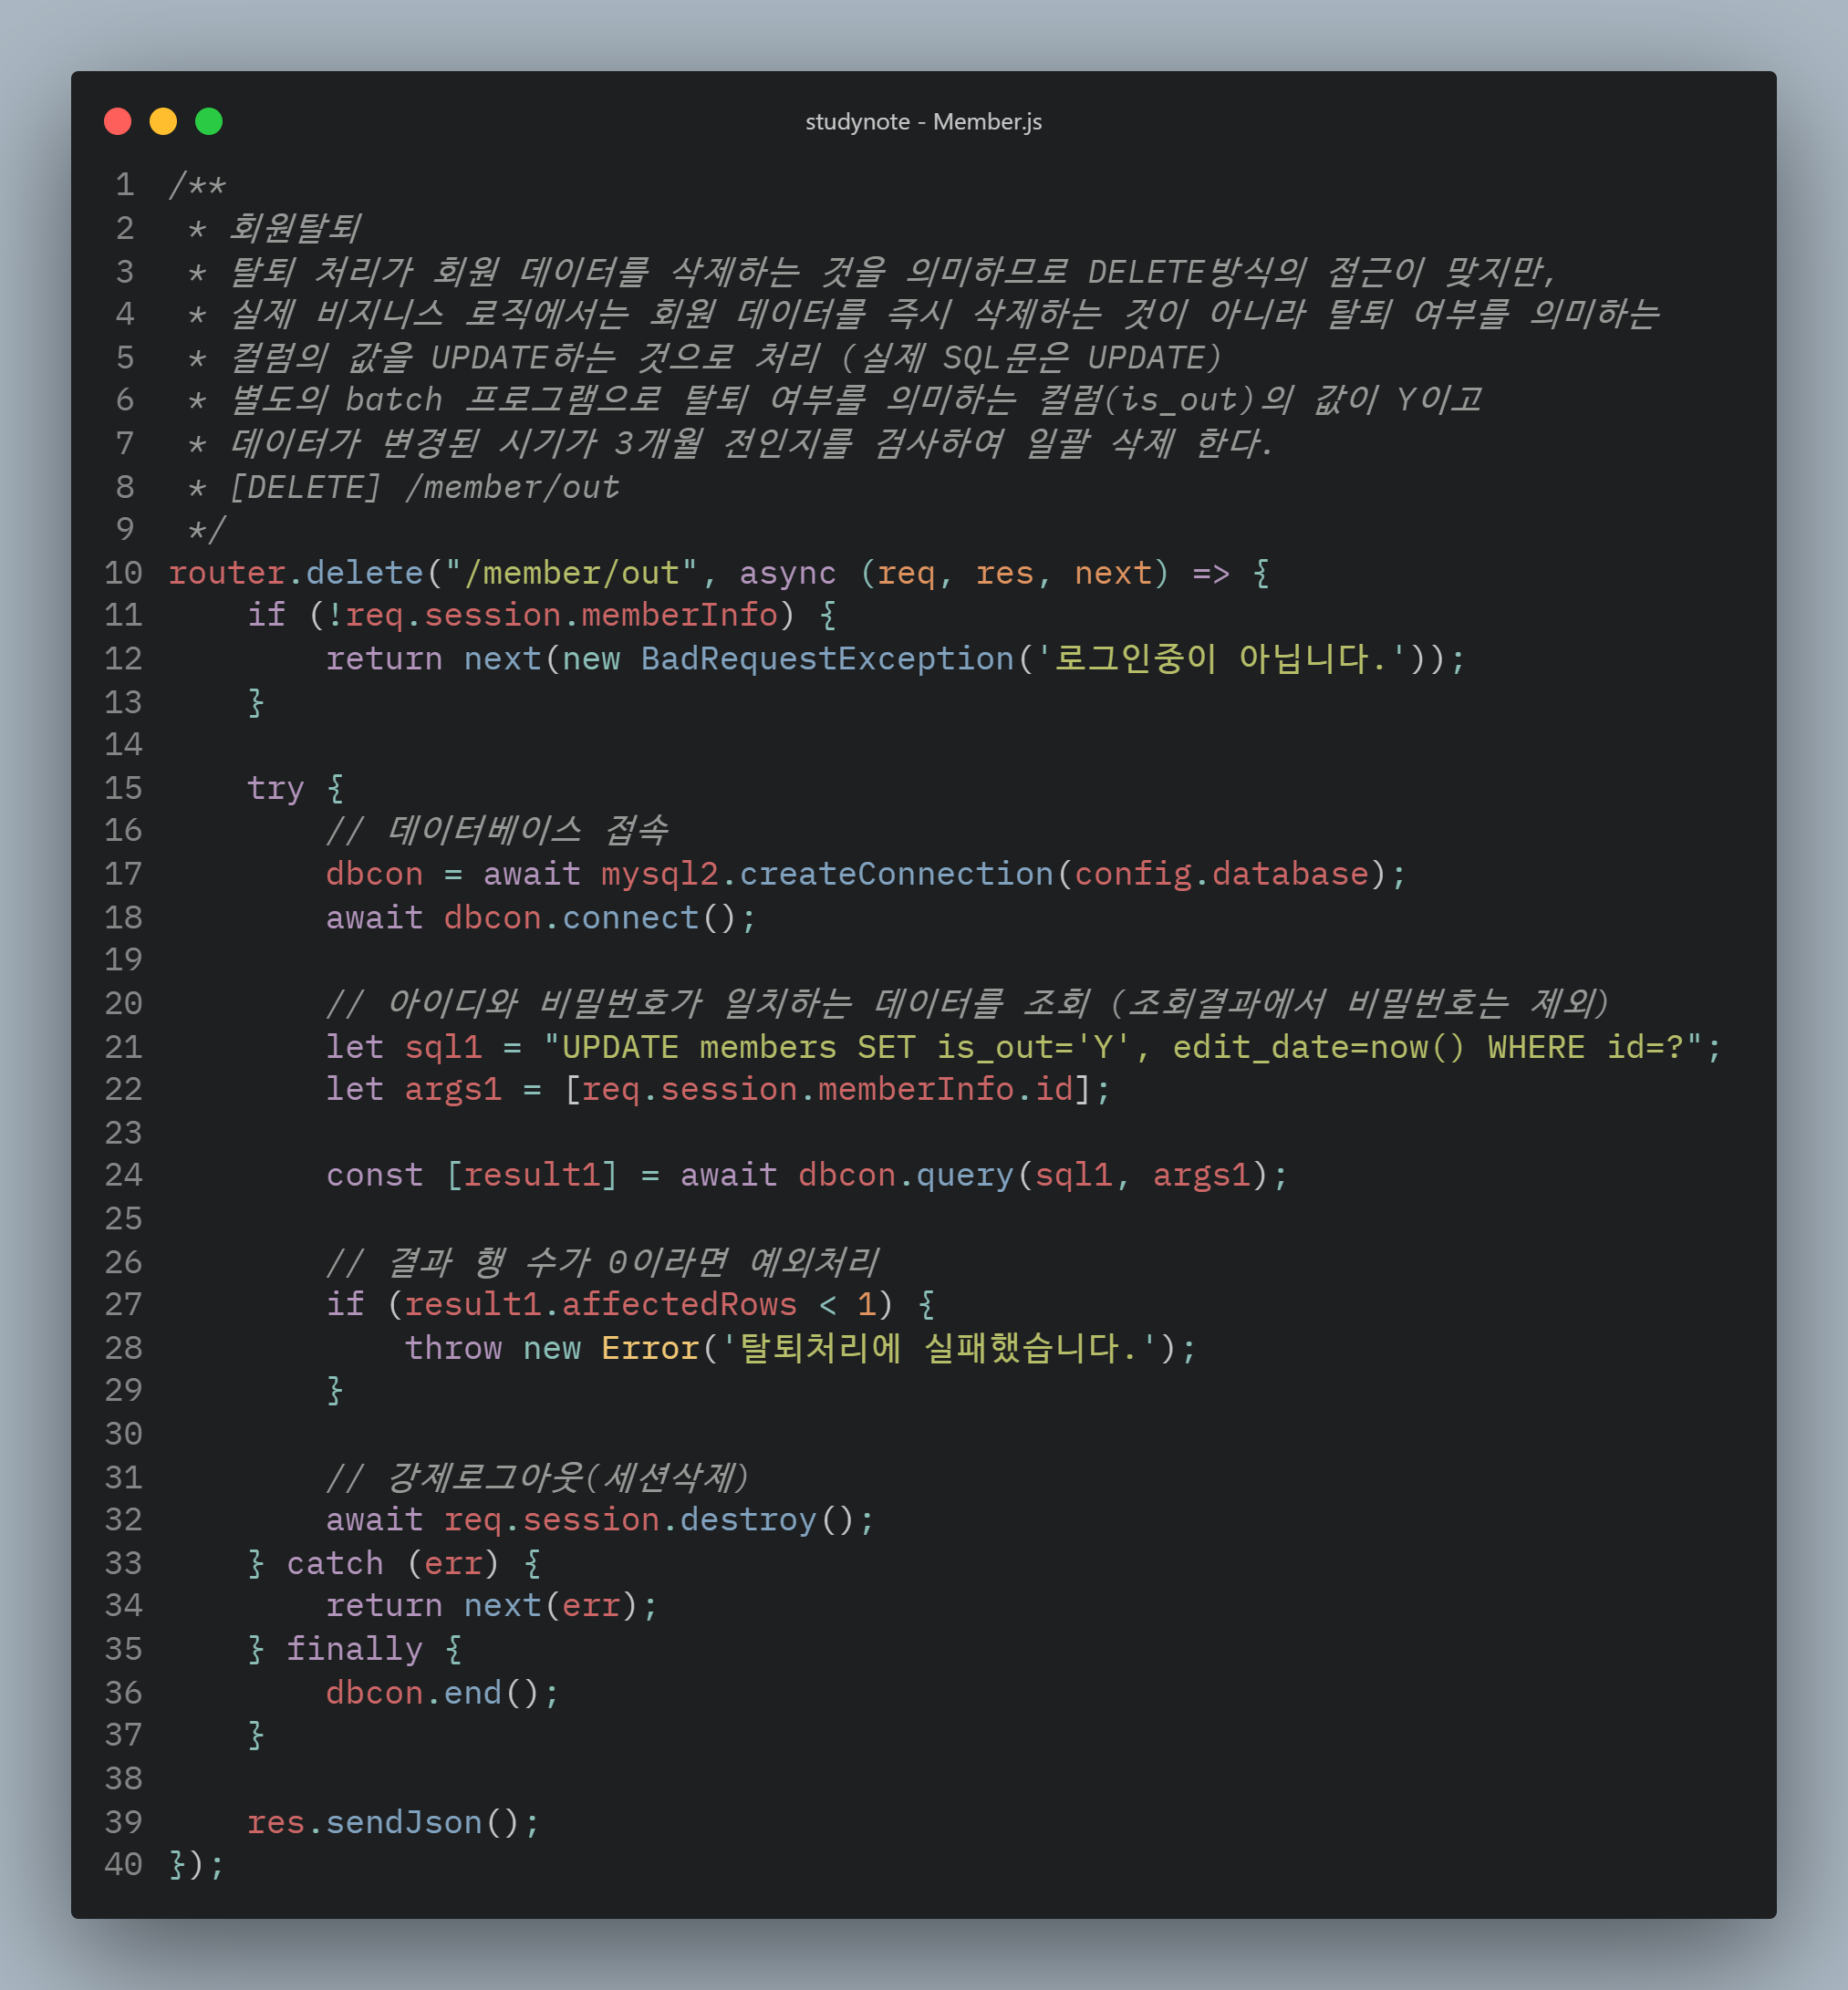 studynote - Member.js
1 /**
2  * 회원탈퇴
3  * 탈퇴 처리가 회원 데이터를 삭제하는 것을 의미하므로 DELETE방식의 접근이 맞지만,
4  * 실제 비지니스 로직에서는 회원 데이터를 즉시 삭제하는 것이 아니라 탈퇴 여부를 의미하는
5  * 컬럼의 값을 UPDATE하는 것으로 처리 (실제 SQL문은 UPDATE)
6  * 별도의 batch 프로그램으로 탈퇴 여부를 의미하는 컬럼(is_out)의 값이 Y이고
7  * 데이터가 변경된 시기가 3개월 전인지를 검사하여 일괄 삭제 한다.
8  * [DELETE] /member/out
9  */
10 router.delete("/member/out", async (req, res, next) => {
11     if (!req.session.memberInfo) {
12         return next(new BadRequestException('로그인중이 아닙니다.'));
13     }
14
15     try {
16         // 데이터베이스 접속
17         dbcon = await mysql2.createConnection(config.database);
18         await dbcon.connect();
19
20         // 아이디와 비밀번호가 일치하는 데이터를 조회 (조회결과에서 비밀번호는 제외)
21         let sql1 = "UPDATE members SET is_out='Y', edit_date=now() WHERE id=?";
22         let args1 = [req.session.memberInfo.id];
23
24         const [result1] = await dbcon.query(sql1, args1);
25
26         // 결과 행 수가 0이라면 예외처리
27         if (result1.affectedRows < 1) {
28             throw new Error('탈퇴처리에 실패했습니다.');
29         }
30
31         // 강제로그아웃(세션삭제)
32         await req.session.destroy();
33     } catch (err) {
34         return next(err);
35     } finally {
36         dbcon.end();
37     }
38
39     res.sendJson();
40 });